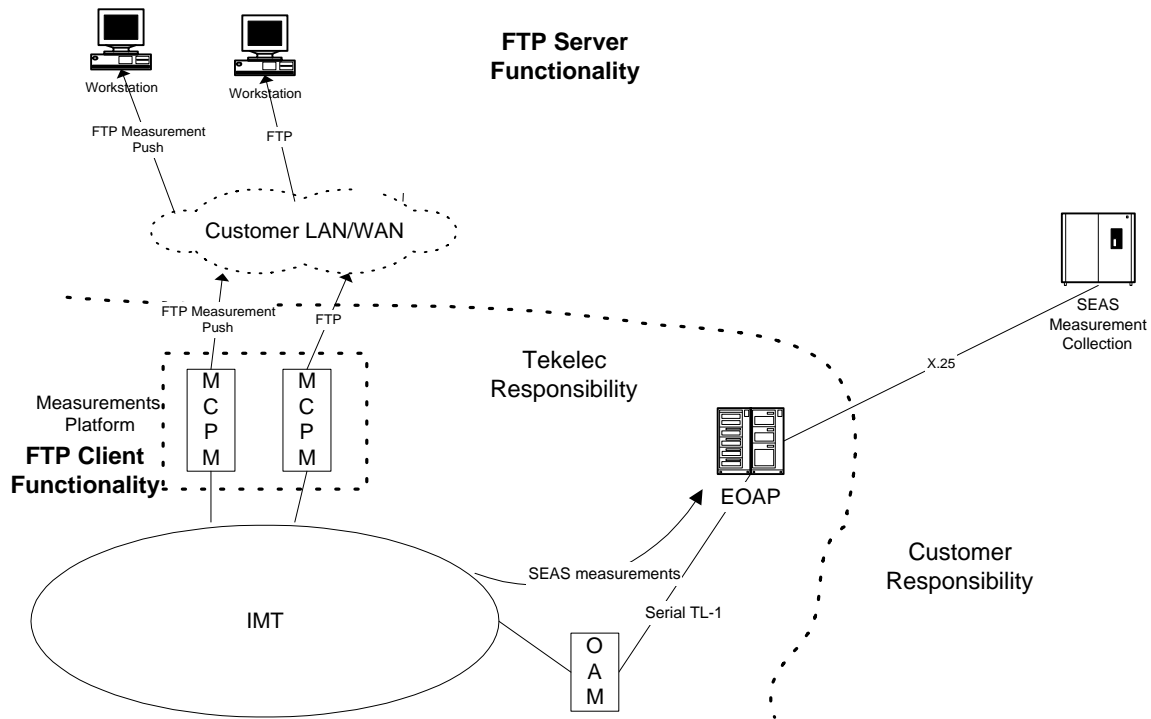 FTP Server
Functionality
Workstation
Workstation
FTP Measurement
Push
FTP
Customer LAN/WAN
SEAS
Measurement
Collection
FTP Measurement
Push
FTP
Tekelec
Responsibility
X.25
Measurements
Platform
FTP Client
Functionality
M
C
P
M
M
C
P
M
EOAP
Customer
Responsibility
SEAS measurements
Serial TL-1
IMT
O
A
M